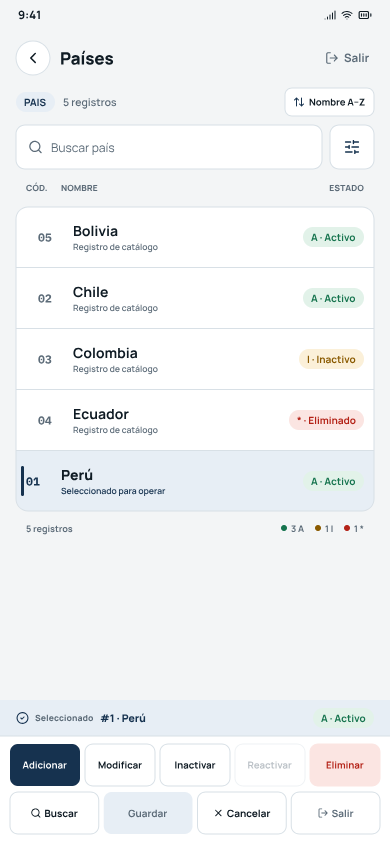 9:41
Países
Salir
PAIS 5 registros
Nombre A–Z
Buscar país
CÓD. NOMBRE ESTADO
05 Bolivia A · Activo
Registro de catálogo
02 Chile A · Activo
Registro de catálogo
03 Colombia I · Inactivo
Registro de catálogo
04 Ecuador * · Eliminado
Registro de catálogo
01 Perú A · Activo
Seleccionado para operar
5 registros 3 A 1 I 1 *
Seleccionado #1 · Perú A · Activo
Adicionar Modificar Inactivar Reactivar Eliminar
Buscar Guardar Cancelar Salir